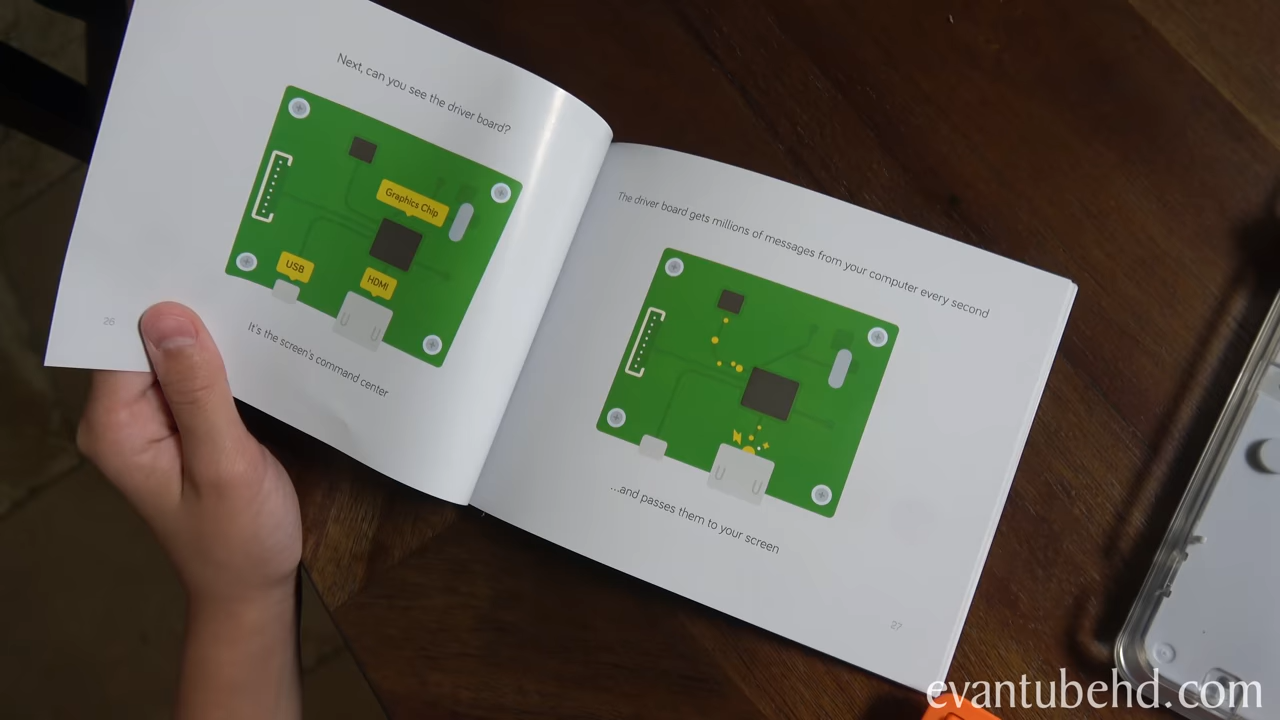 Next, can you see the driver board?
Graphics Chip
USB
HDMI
It's the screen's command center
26
The driver board gets millions of messages from your computer every second
...and passes them to your screen
27
evantubehd.com